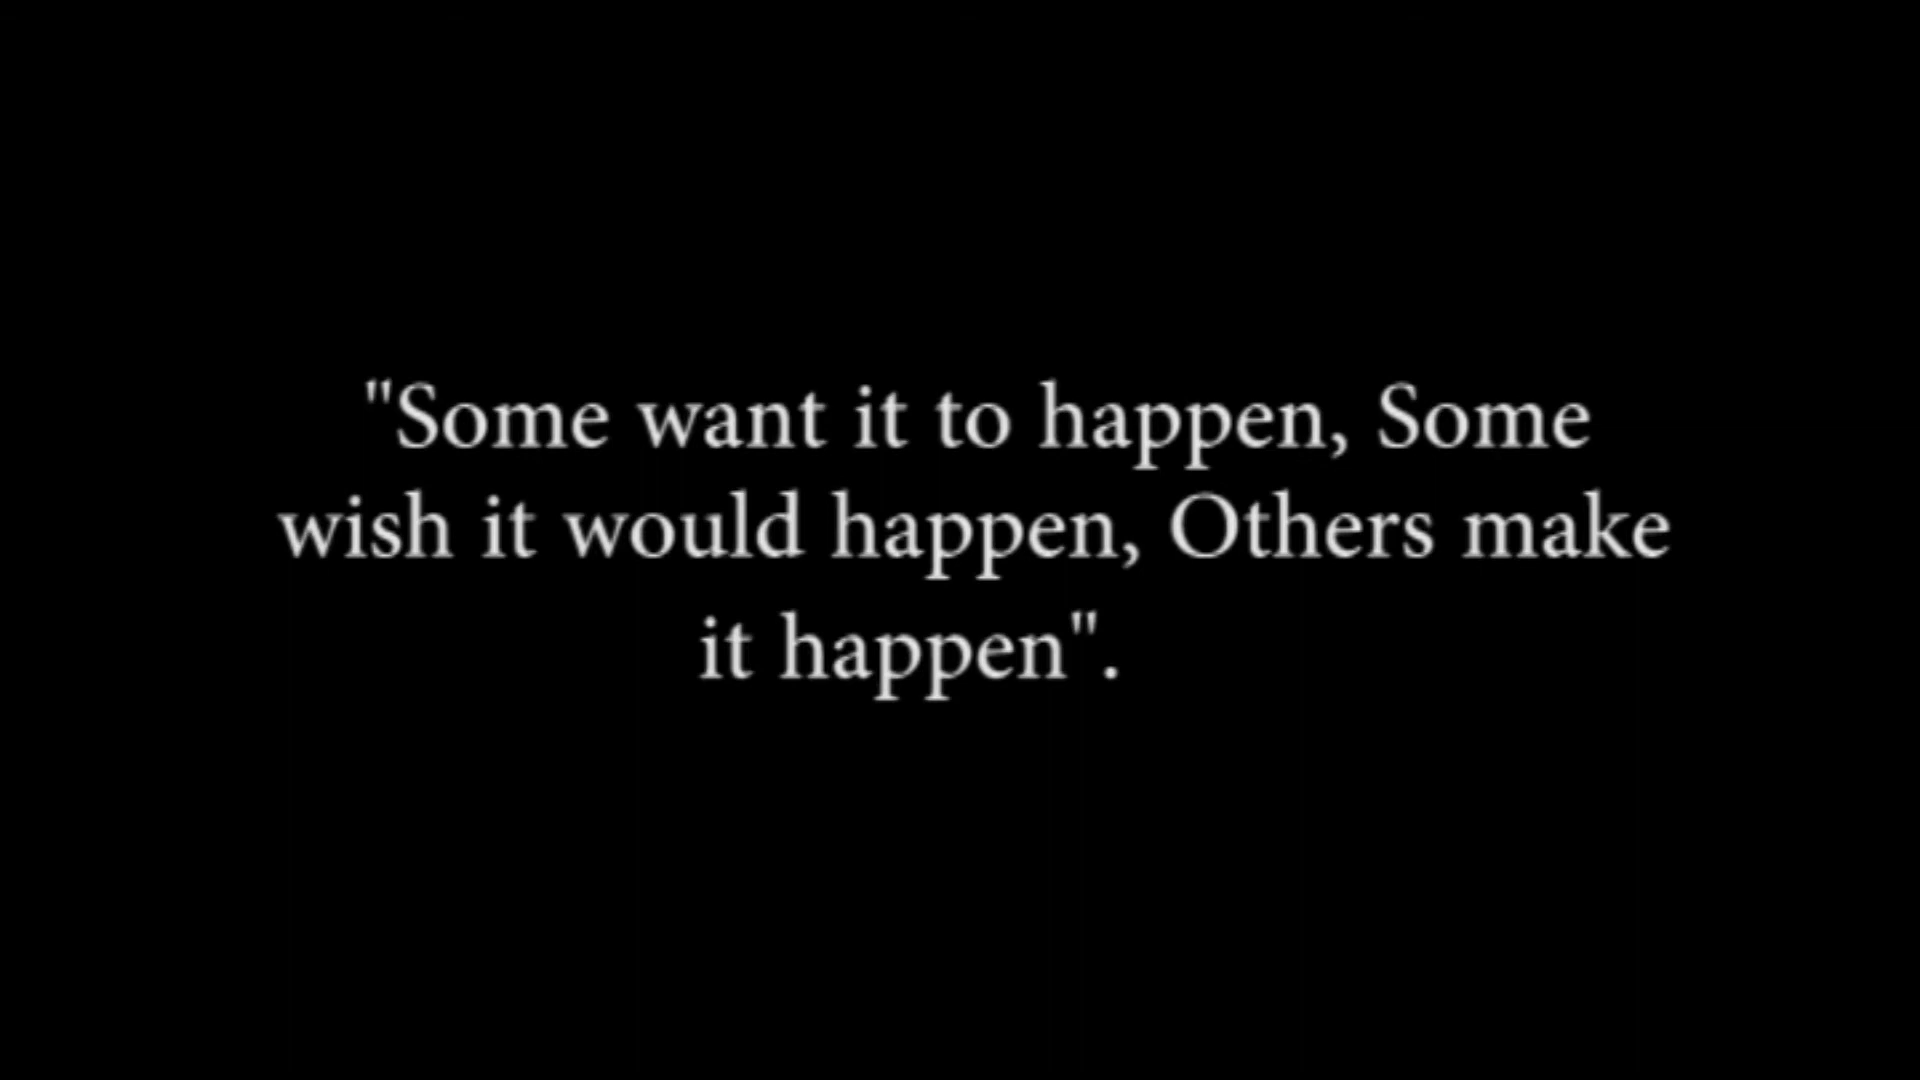 "Some want it to happen, Some
wish it would happen, Others make
it happen".